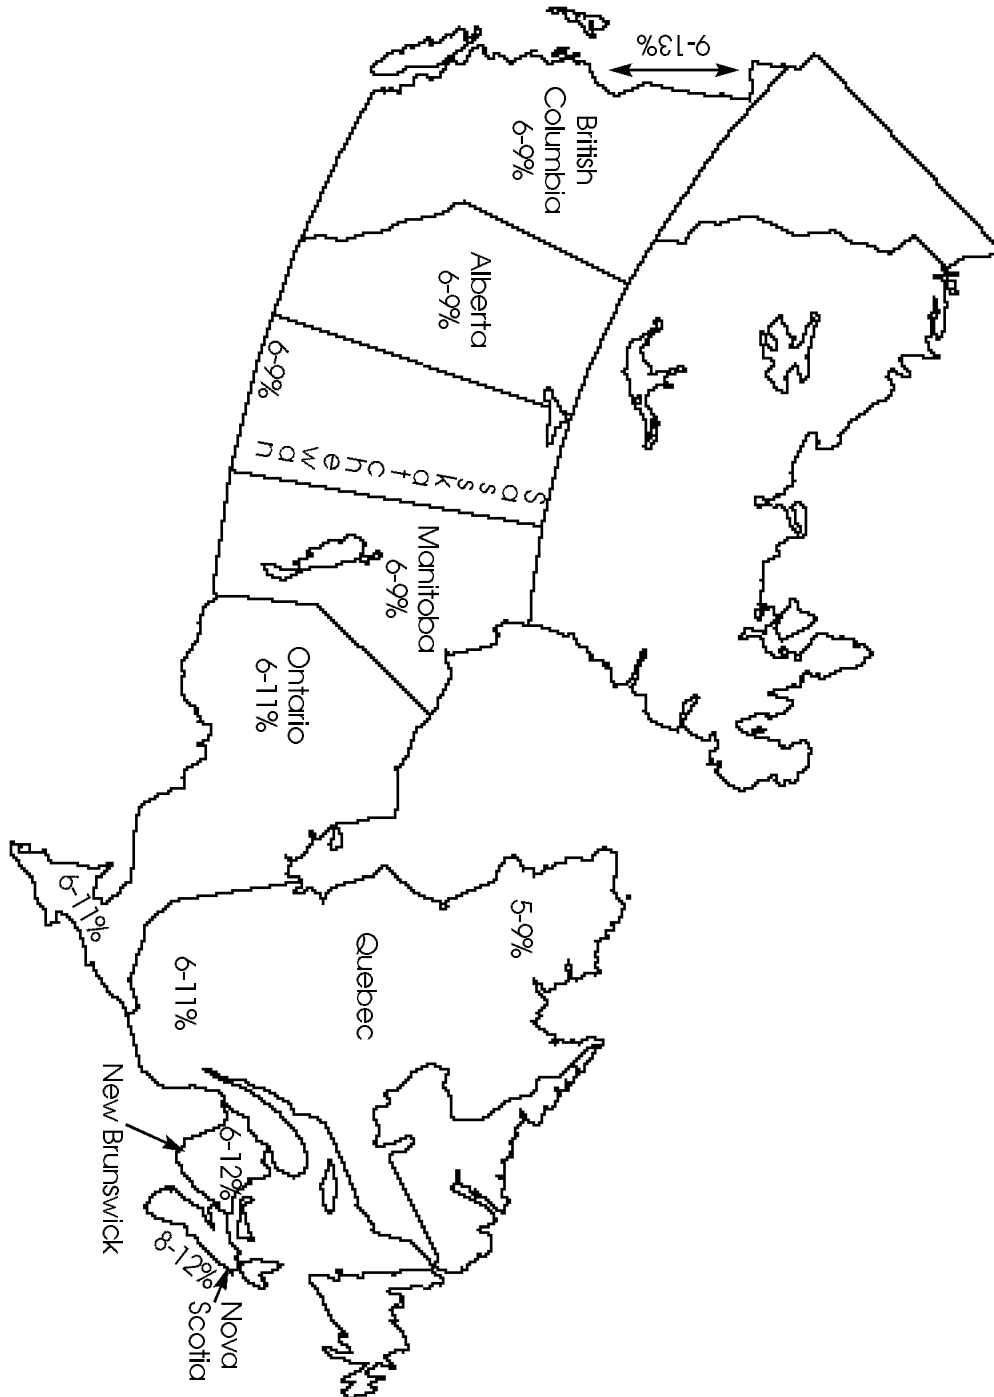 9-13%
British
Columbia
6-9%
Alberta
6-9%
6-9%
Saskatchewan
Manitoba
6-9%
Ontario
6-11%
6-11%
5-9%
Quebec
6-11%
New Brunswick
6-12%
8-12%
Nova
Scotia